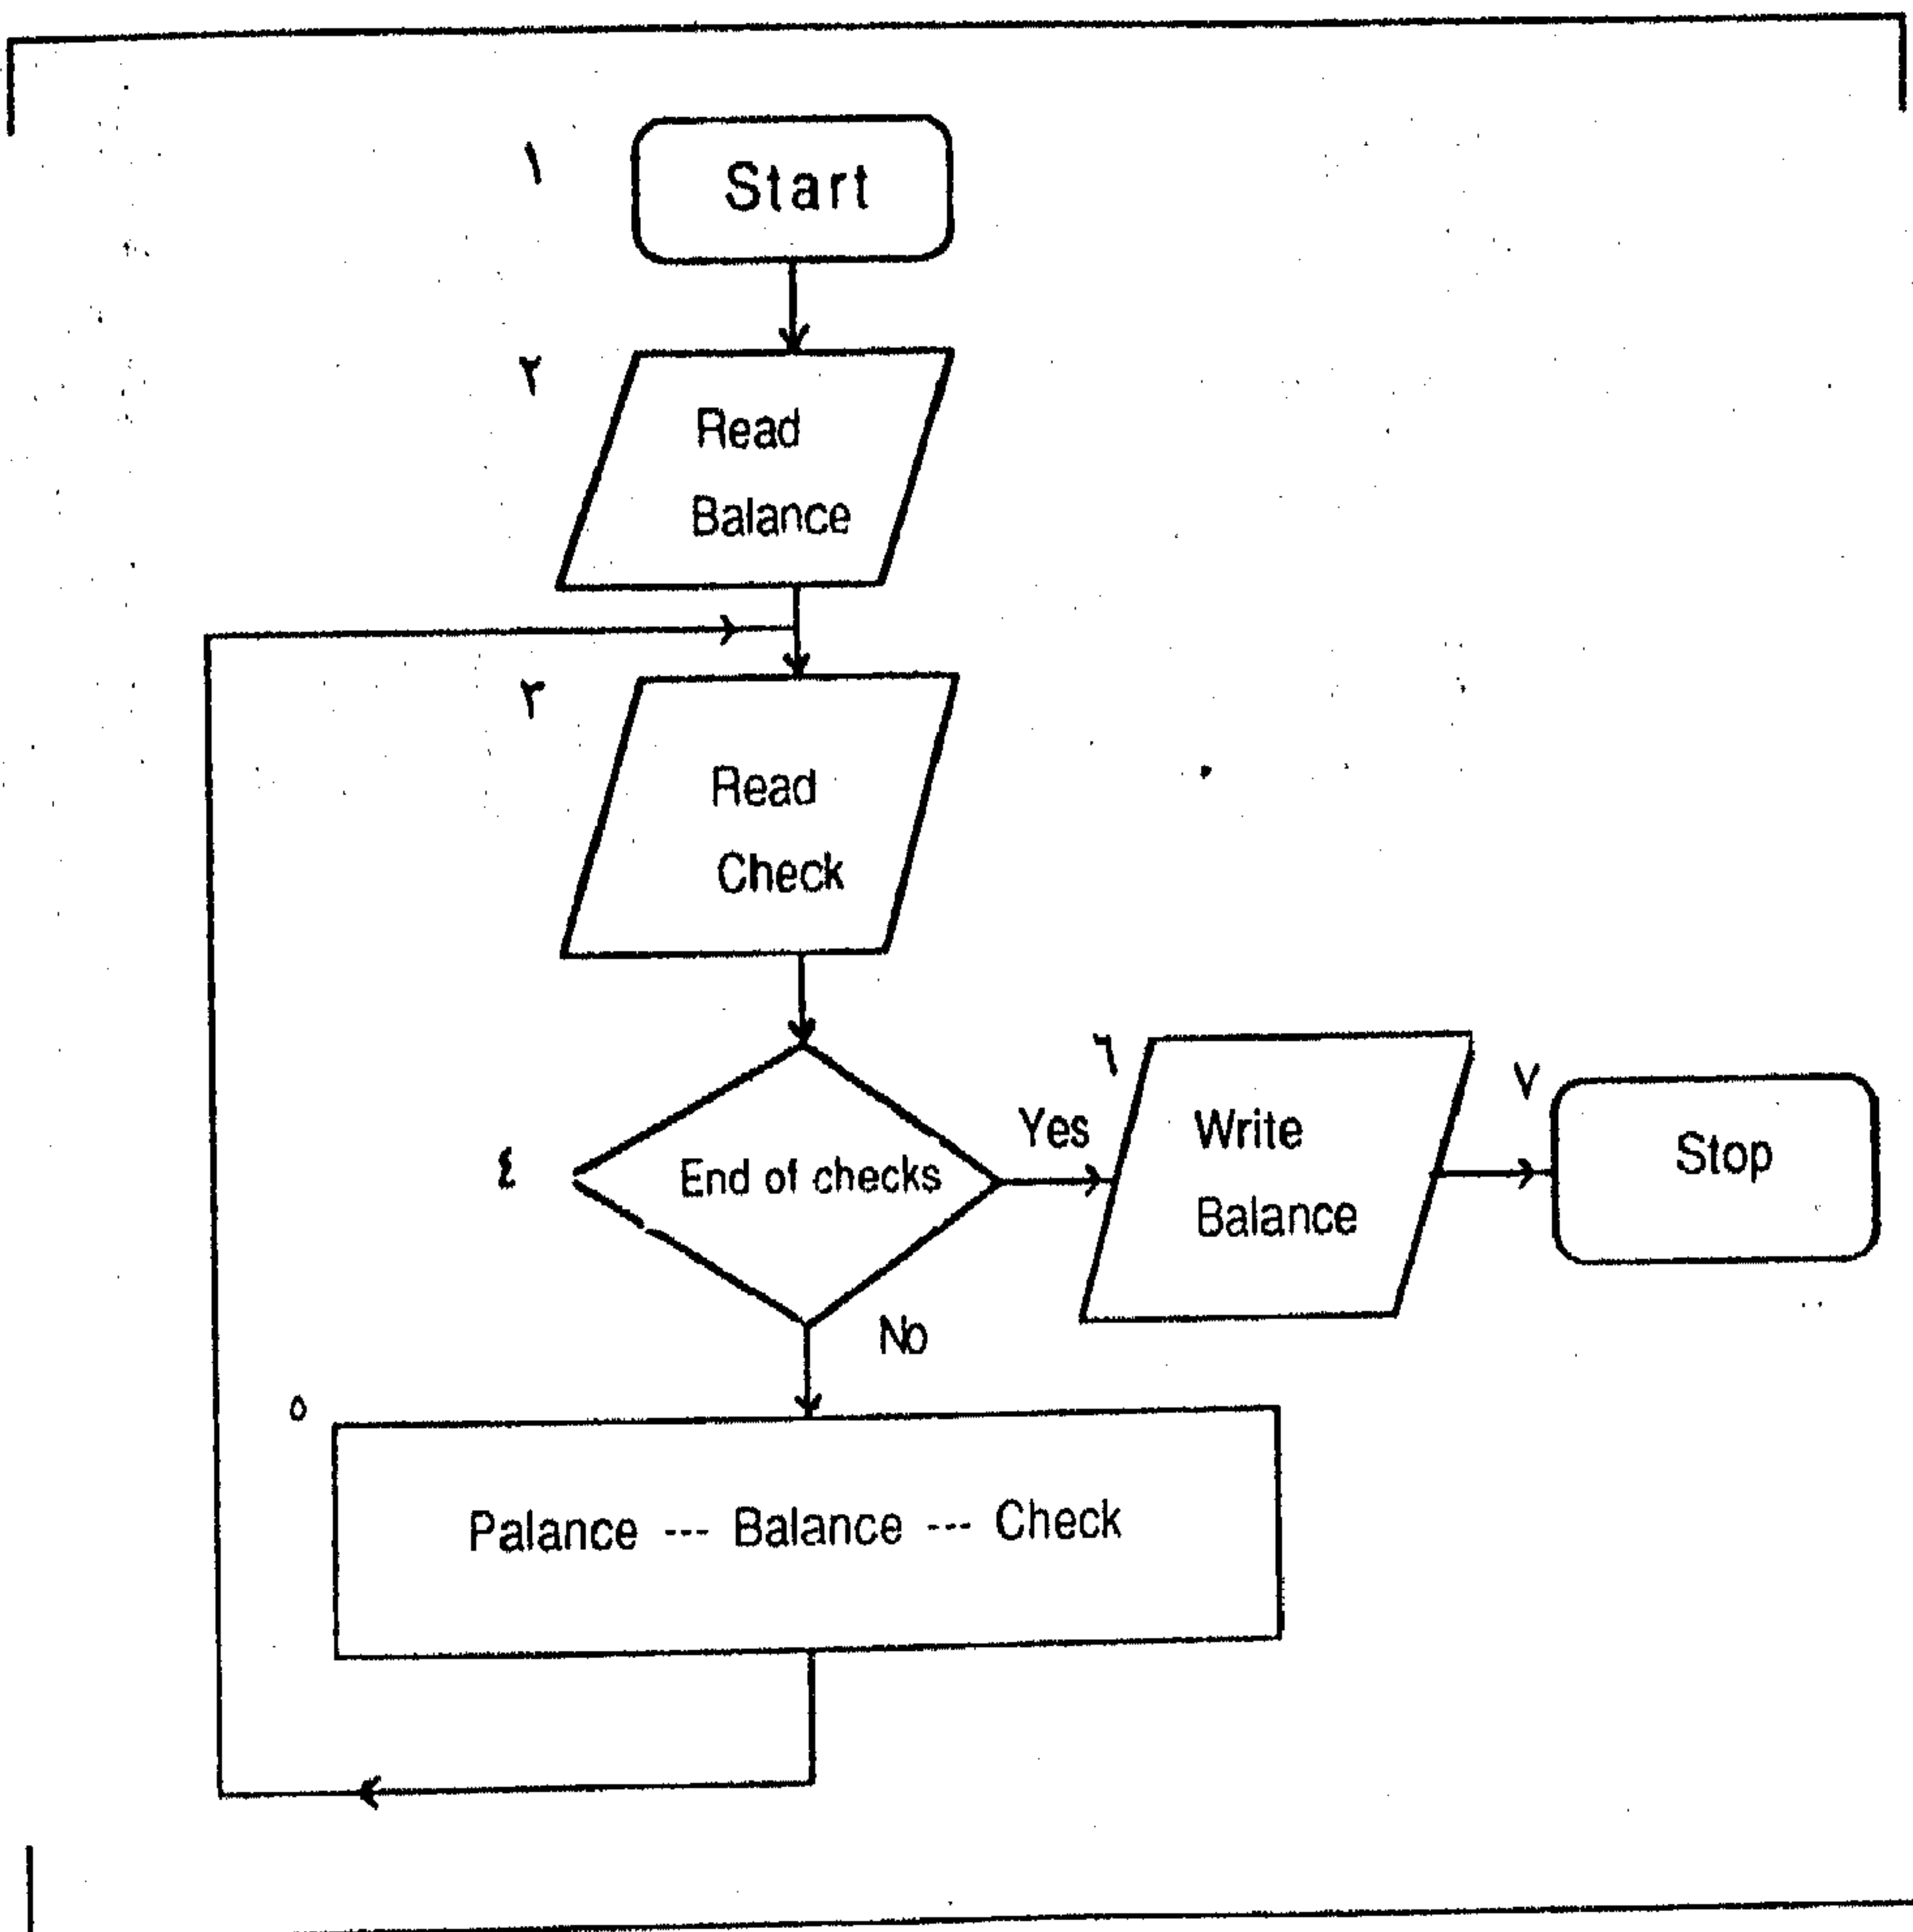 ١
Start
٢
Read
Balance
٣
Read
Check
٤
End of checks
Yes
٦
Write
Balance
٧
Stop
No
٥
Palance --- Balance --- Check